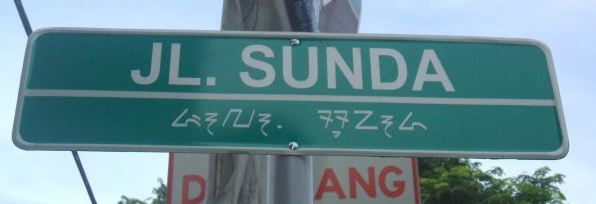 JL. SUNDA
ᮏ᮪ᮜ᮪. ᮞᮥᮔ᮪ᮓ